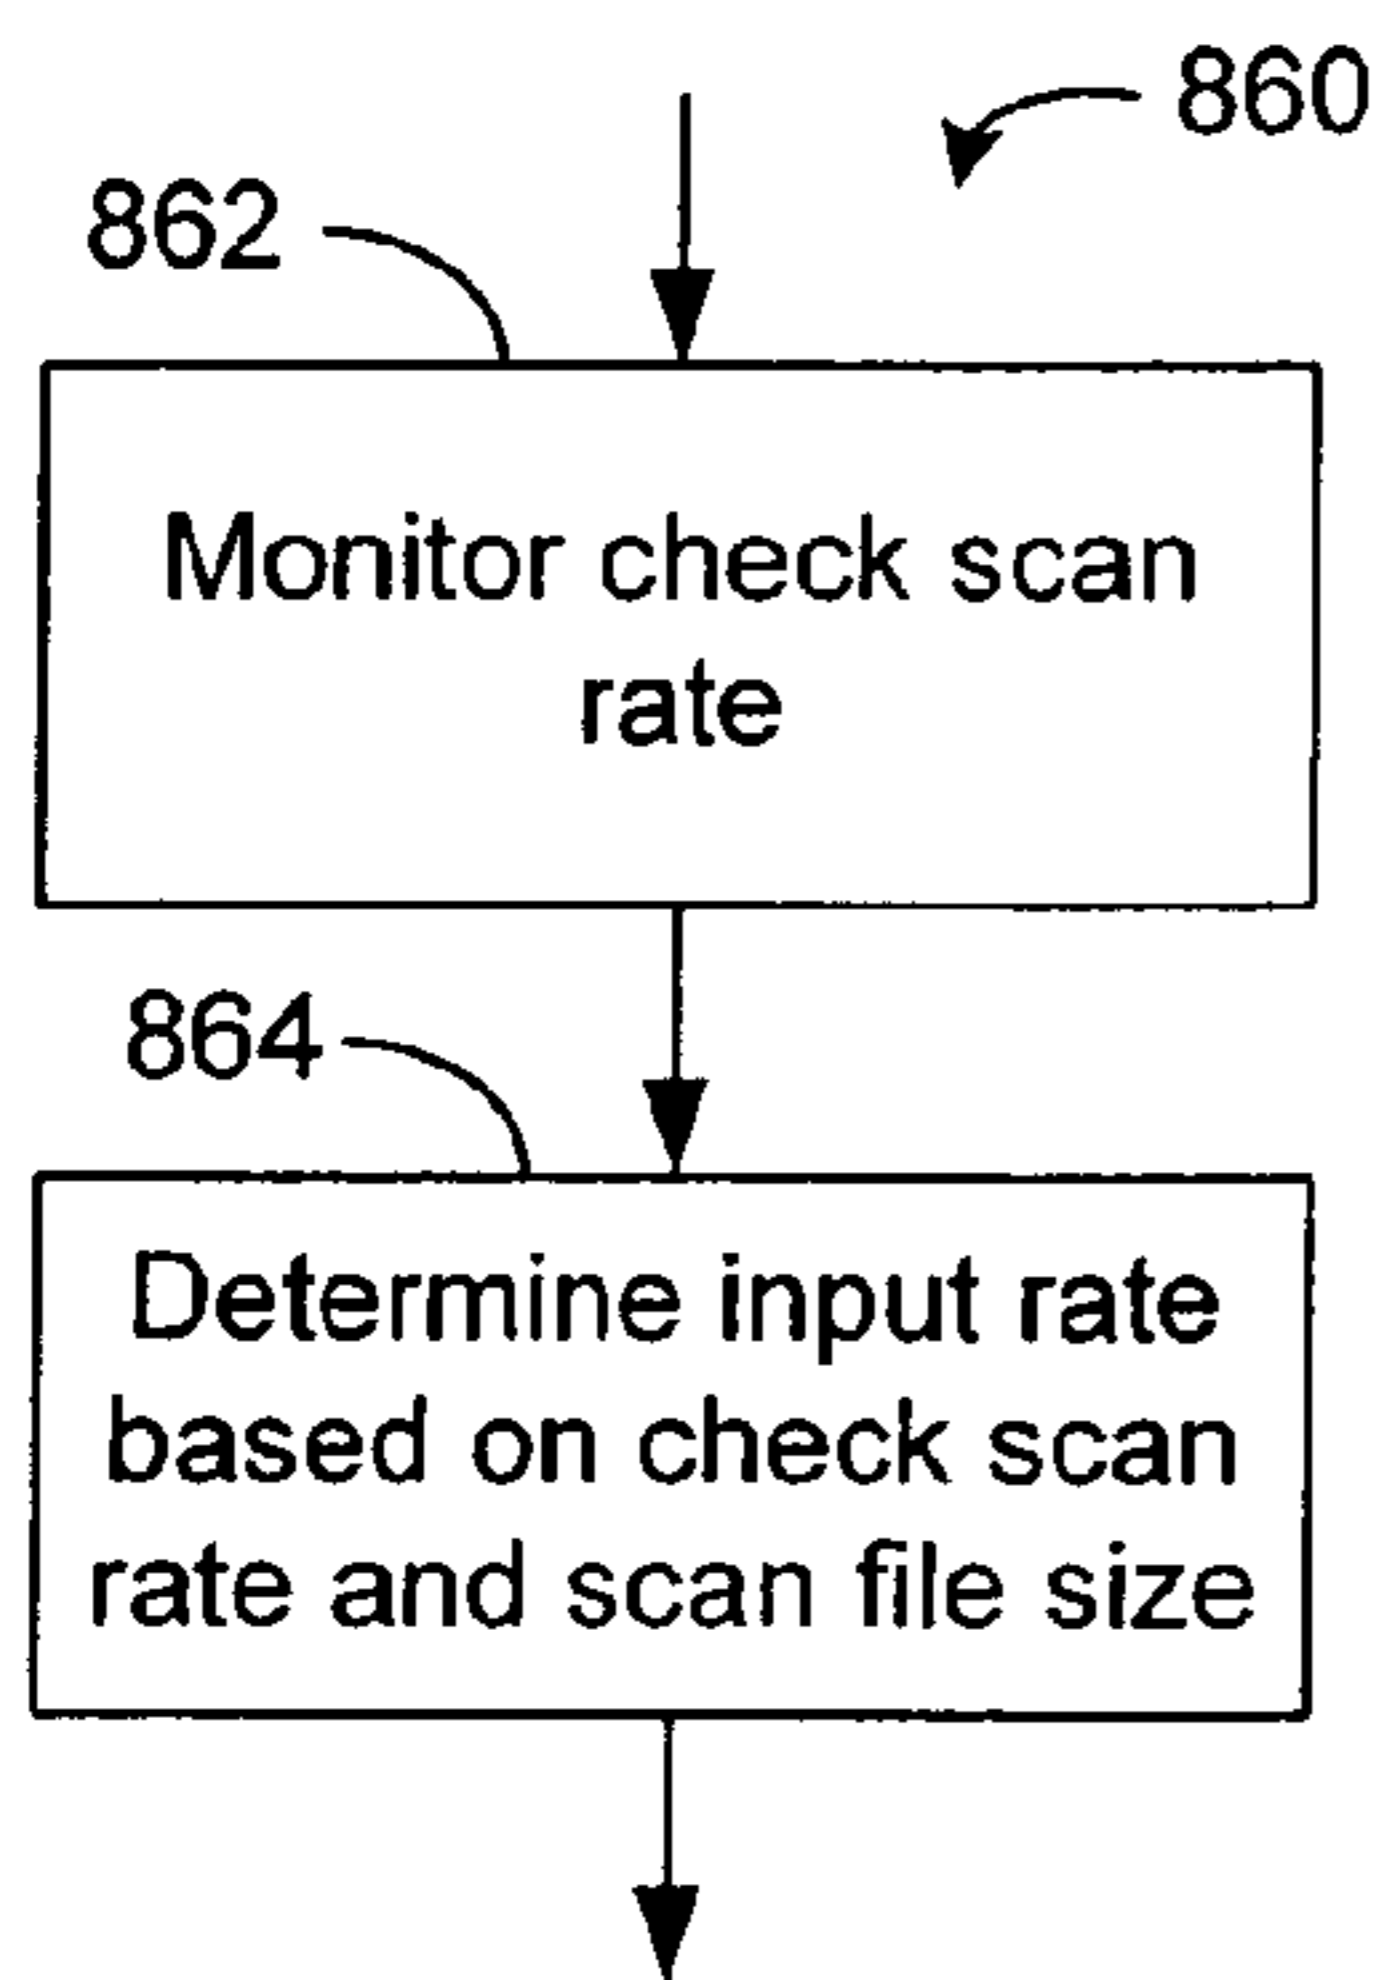 860
862
Monitor check scan
rate
864
Determine input rate
based on check scan
rate and scan file size